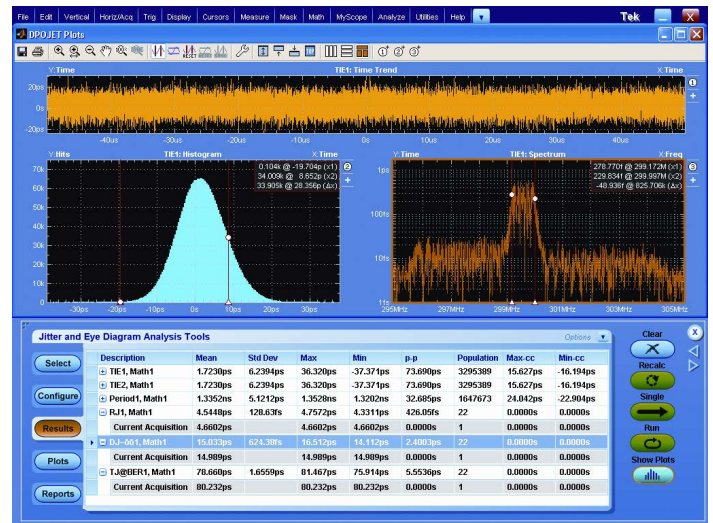 File Edit Vertical Horiz/Acq Trig Display Cursors Measure Mask Math MyScope Analyze Utilities Help Tek
DPOJET Plots
RESET
Y:Time TIE1: Time Trend X:Time
20ps
0s
-20ps
-40us -30us -20us -10us 0s 10us 20us 30us 40us
Y:Hits TIE1: Histogram X:Time
0.104k @ -19.704p (x1)
34.009k @ 8.652p (x2)
33.905k @ 28.356p (Δx)
70k
60k
50k
40k
30k
20k
10k
0
-30ps -20ps -10ps 0s 10ps 20ps 30ps
Y:Time TIE1: Spectrum X:Freq
278.770f @ 299.172M (x1)
229.834f @ 299.997M (x2)
-48.936f @ 825.706k (Δx)
1ps
100fs
10fs
295MHz 297MHz 299MHz 301MHz 303MHz 305MHz
Jitter and Eye Diagram Analysis Tools
Options
Clear
Recalc
Single
Run
Show Plots
Select
Configure
Results
Plots
Reports
Description Mean Std Dev Max Min p-p Population Max-cc Min-cc
TIE1, Math1 1.7230ps 6.2394ps 36.320ps -37.371ps 73.690ps 3295389 15.627ps -16.194ps
TIE2, Math1 1.7230ps 6.2394ps 36.320ps -37.371ps 73.690ps 3295389 15.627ps -16.194ps
Period1, Math1 1.3352ns 5.1212ps 1.3528ns 1.3202ns 32.685ps 1647673 24.042ps -22.904ps
RJ1, Math1 4.5448ps 128.63fs 4.7572ps 4.3311ps 426.05fs 22 0.0000s 0.0000s
Current Acquisition 4.6602ps 4.6602ps 4.6602ps 0.0000s 1 0.0000s 0.0000s
DJ-δδ1, Math1 15.033ps 624.38fs 16.512ps 14.112ps 2.4003ps 22 0.0000s 0.0000s
Current Acquisition 14.989ps 14.989ps 14.989ps 0.0000s 1 0.0000s 0.0000s
TJ@BER1, Math1 78.660ps 1.6559ps 81.467ps 75.914ps 5.5536ps 22 0.0000s 0.0000s
Current Acquisition 80.232ps 80.232ps 80.232ps 0.0000s 1 0.0000s 0.0000s